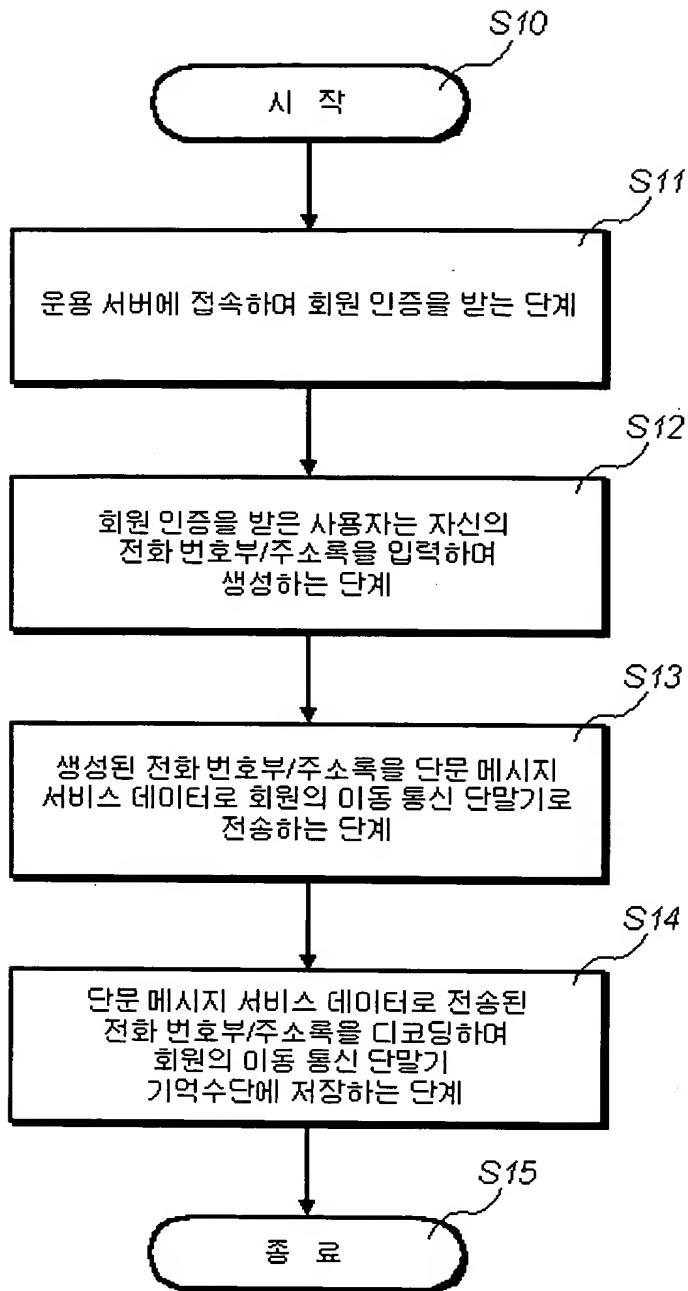 S10
시 작
S11
운용 서버에 접속하며 회원 인증을 받는 단계
S12
회원 인증을 받은 사용자는 자신의
전화 번호부/주소록을 입력하며
생성하는 단계
S13
생성된 전화 번호부/주소록을 단문 메시지
서비스 데이터로 회원의 이동 통신 단말기로
전송하는 단계
S14
단문 메시지 서비스 데이터로 전송된
전화 번호부/주소록을 디코딩하며
회원의 이동 통신 단말기
기억수단에 저장하는 단계
S15
종 료